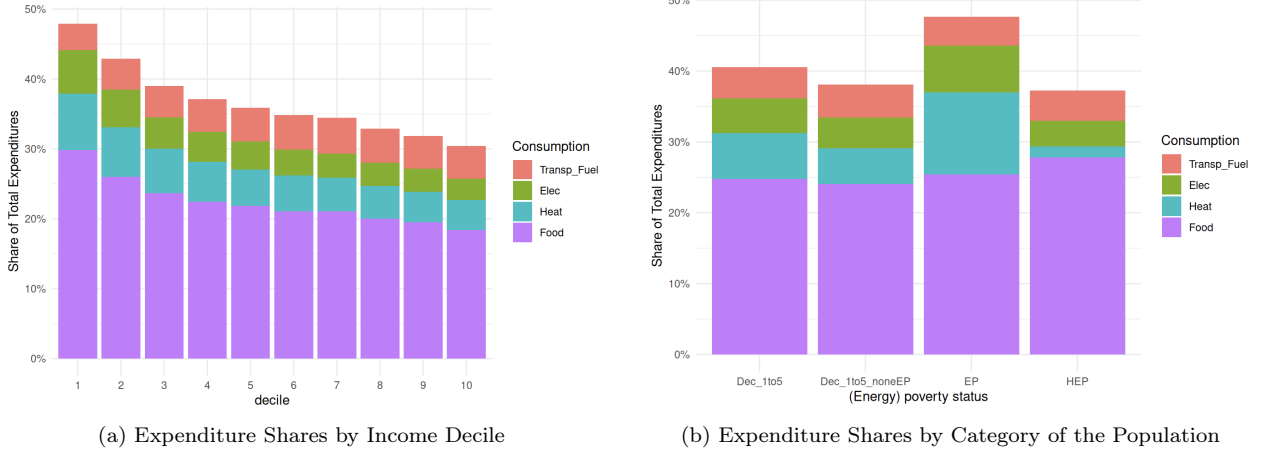 50%
40%
30%
20%
10%
0%
Share of Total Expenditures
1 2 3 4 5 6 7 8 9 10
decile
Consumption
Transp_Fuel
Elec
Heat
Food
(a) Expenditure Shares by Income Decile
50%
40%
30%
20%
10%
0%
Share of Total Expenditures
Dec_1to5 Dec_1to5_noneEP EP HEP
(Energy) poverty status
Consumption
Transp_Fuel
Elec
Heat
Food
(b) Expenditure Shares by Category of the Population